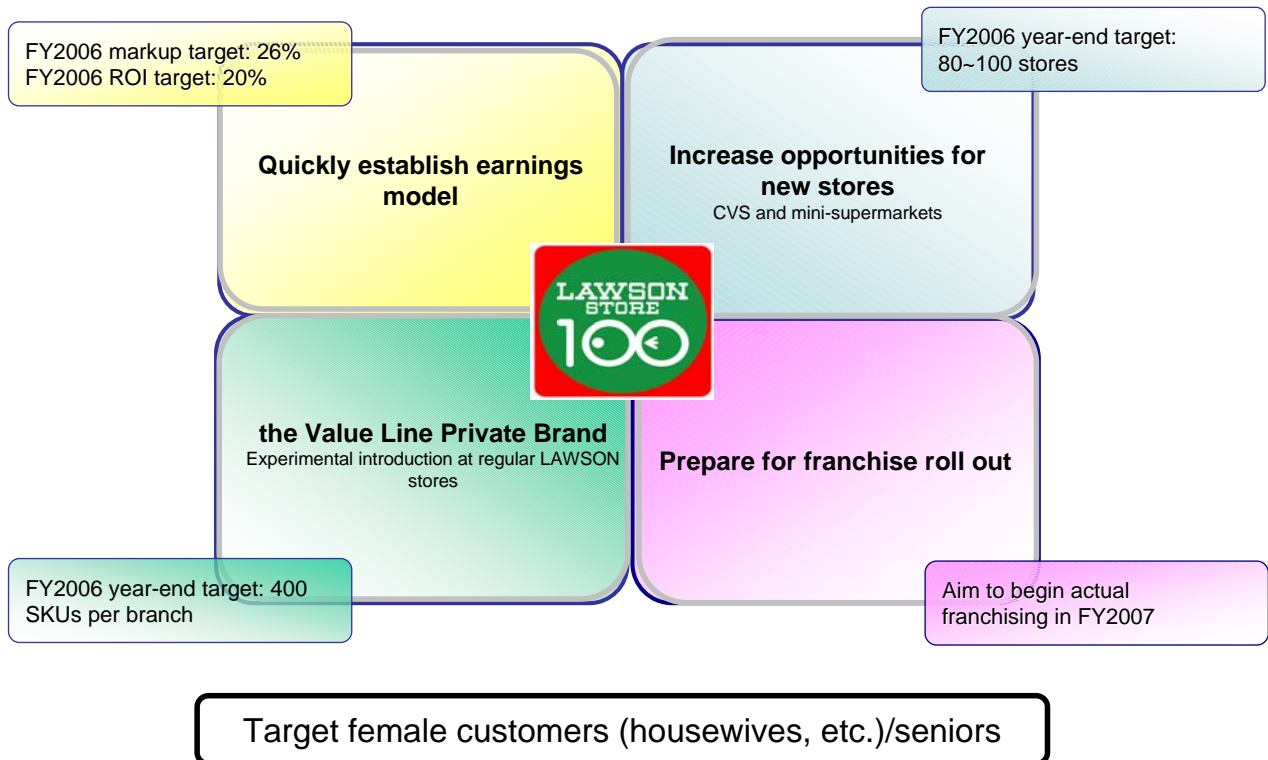 FY2006 markup target: 26%
FY2006 ROI target: 20%
FY2006 year-end target:
80~100 stores
Quickly establish earnings
model
Increase opportunities for
new stores
CVS and mini-supermarkets
LAWSON
STORE
100
the Value Line Private Brand
Experimental introduction at regular LAWSON
stores
Prepare for franchise roll out
FY2006 year-end target: 400
SKUs per branch
Aim to begin actual
franchising in FY2007
Target female customers (housewives, etc.)/seniors